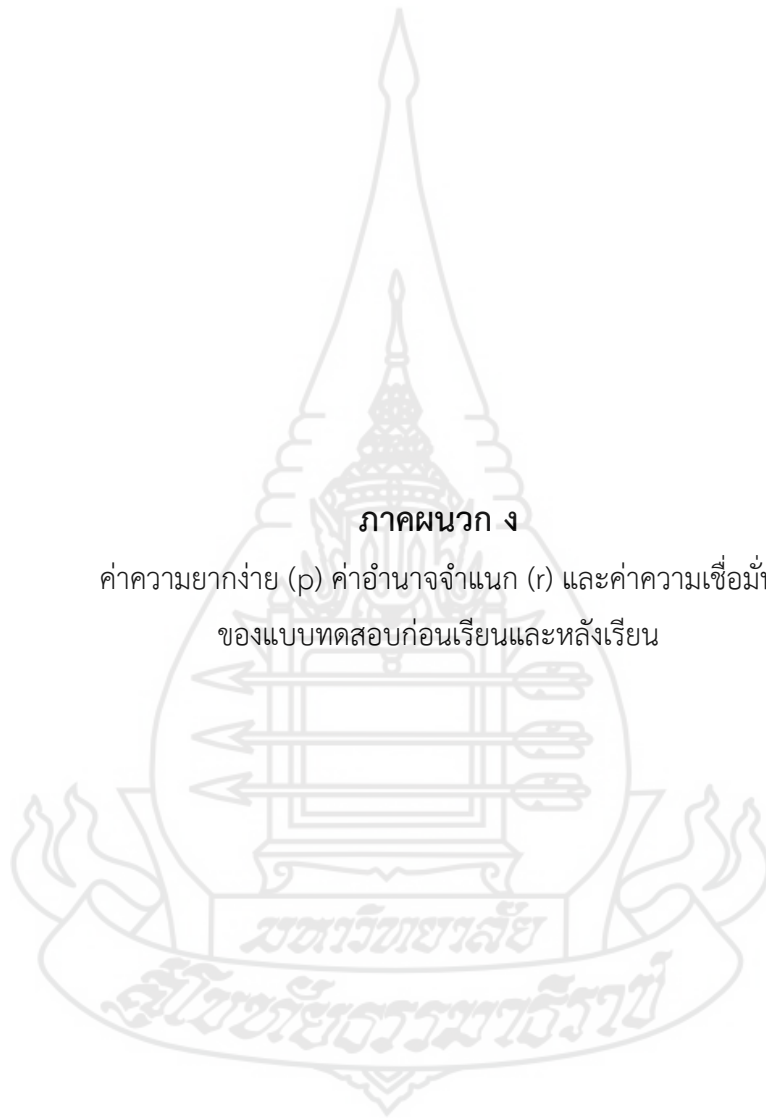 ภาคผนวก ง
ค่าความยากง่าย (p) ค่าอำนาจจำแนก (r) และค่าความเชื่อมั่
ของแบบทดสอบก่อนเรียนและหลังเรียน
มหาวิทยาลัย
สุโขทัยธรรมาธิราช